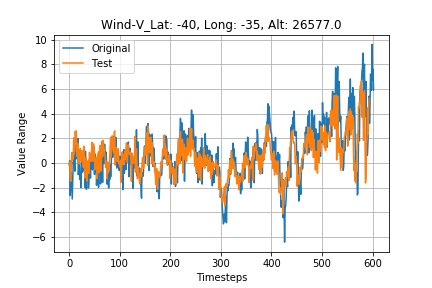 Wind-V_Lat: -40, Long: -35, Alt: 26577.0
Original
Test
Value Range
10
8
6
4
2
0
−2
−4
−6
0 100 200 300 400 500 600
Timesteps